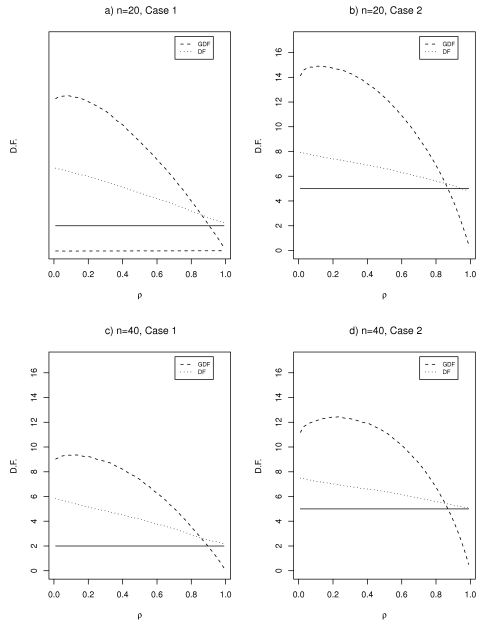 a) n=20, Case 1
GDF
DF
D.F.
0.0 0.2 0.4 0.6 0.8 1.0
ρ
b) n=20, Case 2
GDF
DF
D.F.
16
14
12
10
8
6
4
2
0
0.0 0.2 0.4 0.6 0.8 1.0
ρ
c) n=40, Case 1
GDF
DF
D.F.
16
14
12
10
8
6
4
2
0
0.0 0.2 0.4 0.6 0.8 1.0
ρ
d) n=40, Case 2
GDF
DF
D.F.
16
14
12
10
8
6
4
2
0
0.0 0.2 0.4 0.6 0.8 1.0
ρ